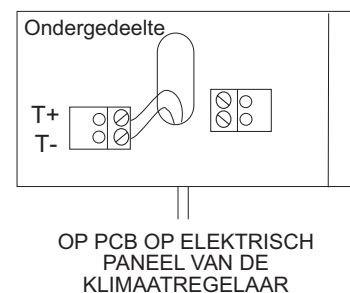 Ondergedeelte
T+
T-
OP PCB OP ELEKTRISCH
PANEEL VAN DE
KLIMAATREGELAAR